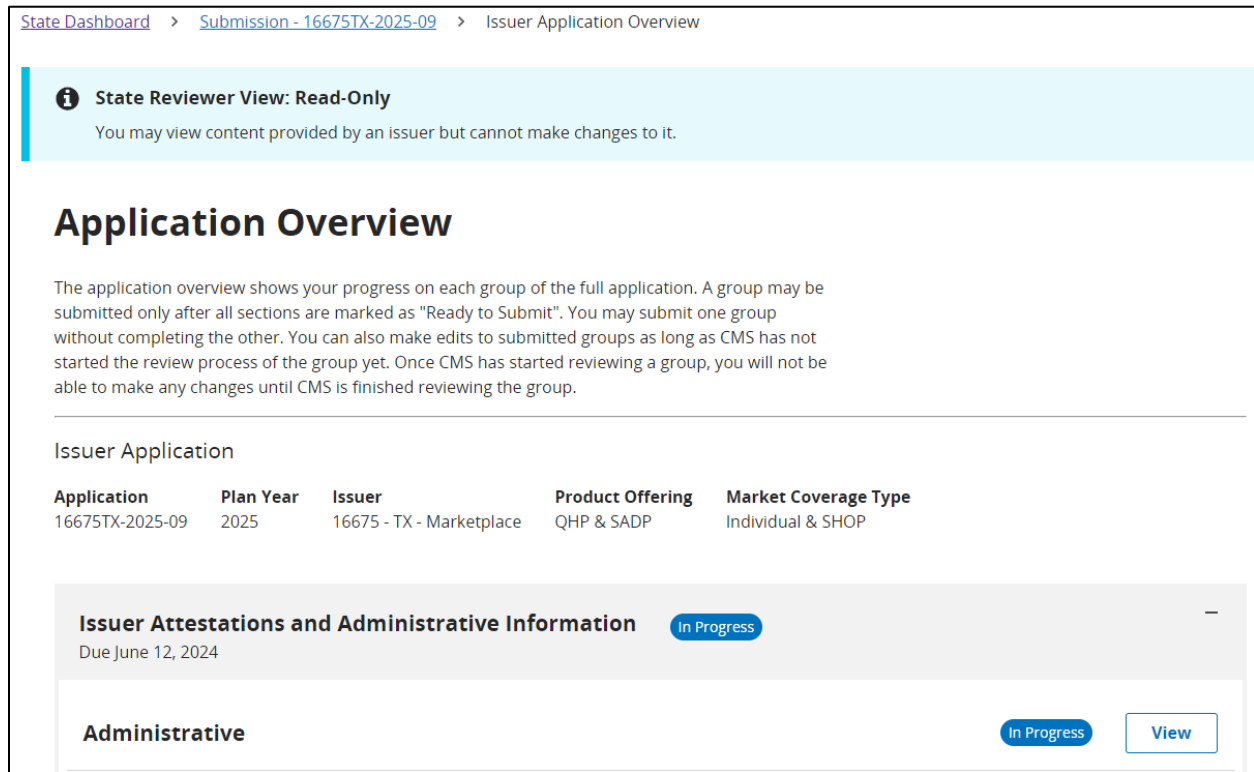 State Dashboard > Submission - 16675TX-2025-09 > Issuer Application Overview
State Reviewer View: Read-Only
You may view content provided by an issuer but cannot make changes to it.
Application Overview
The application overview shows your progress on each group of the full application. A group may be
submitted only after all sections are marked as "Ready to Submit". You may submit one group
without completing the other. You can also make edits to submitted groups as long as CMS has not
started the review process of the group yet. Once CMS has started reviewing a group, you will not be
able to make any changes until CMS is finished reviewing the group.
Issuer Application
Application Plan Year Issuer Product Offering Market Coverage Type
16675TX-2025-09 2025 16675 - TX - Marketplace QHP & SADP Individual & SHOP
Issuer Attestations and Administrative Information In Progress
Due June 12, 2024
Administrative In Progress View